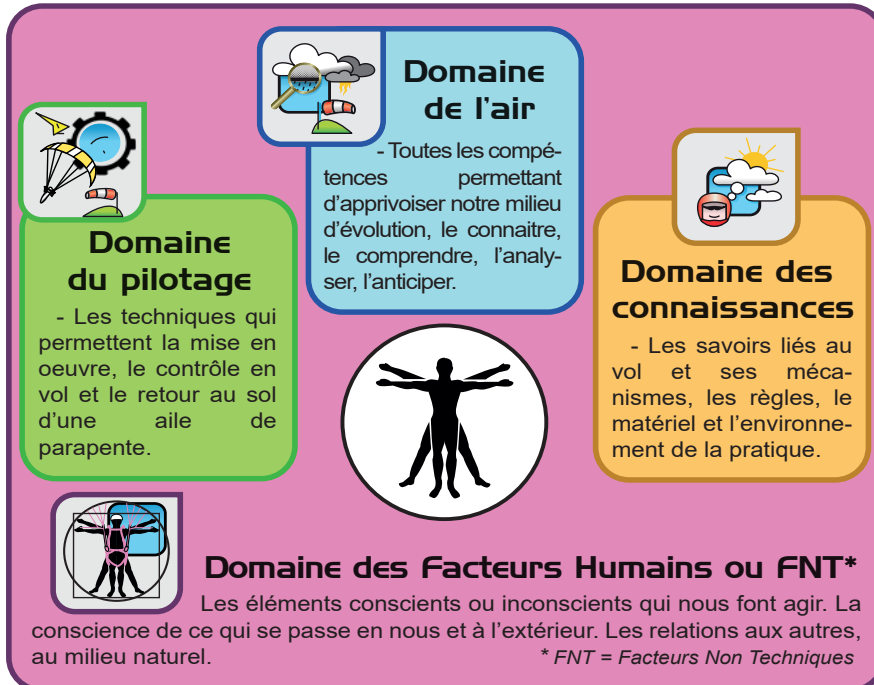 Domaine
de l'air
- Toutes les compé-
tences permettant
d'apprivoiser notre milieu
d'évolution, le connaitre,
le comprendre, l'analy-
ser, l'anticiper.
Domaine
du pilotage
- Les techniques qui
permettent la mise en
oeuvre, le contrôle en
vol et le retour au sol
d'une aile de
parapente.
Domaine des
connaissances
- Les savoirs liés au
vol et ses méca-
nismes, les règles, le
matériel et l'environne-
ment de la pratique.
Domaine des Facteurs Humains ou FNT*
Les éléments conscients ou inconscients qui nous font agir. La
conscience de ce qui se passe en nous et à l'extérieur. Les relations aux autres,
au milieu naturel.
* FNT = Facteurs Non Techniques